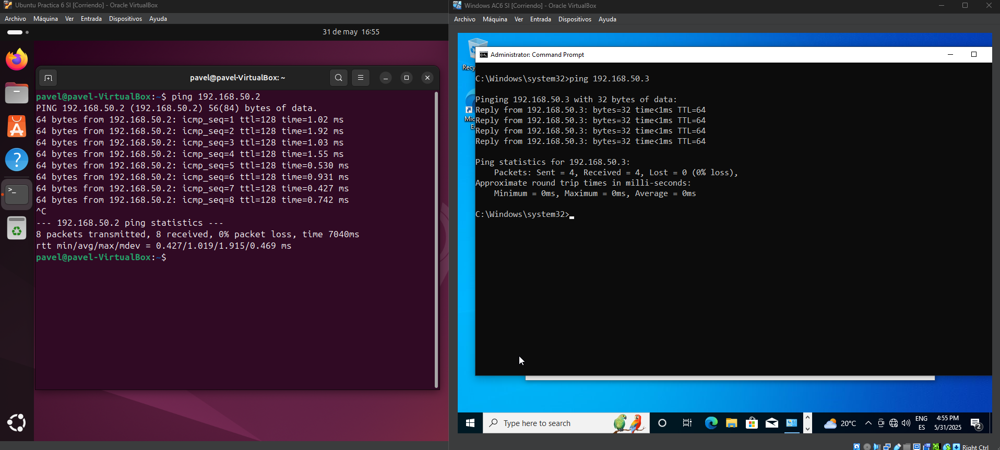 Ubuntu Practica 6 SI [Corriendo] - Oracle VirtualBox
Archivo Máquina Ver Entrada Dispositivos Ayuda
31 de may 16:55
pavel@pavel-VirtualBox: ~
pavel@pavel-VirtualBox:~$ ping 192.168.50.2
PING 192.168.50.2 (192.168.50.2) 56(84) bytes of data.
64 bytes from 192.168.50.2: icmp_seq=1 ttl=128 time=1.02 ms
64 bytes from 192.168.50.2: icmp_seq=2 ttl=128 time=1.92 ms
64 bytes from 192.168.50.2: icmp_seq=3 ttl=128 time=1.03 ms
64 bytes from 192.168.50.2: icmp_seq=4 ttl=128 time=1.55 ms
64 bytes from 192.168.50.2: icmp_seq=5 ttl=128 time=0.530 ms
64 bytes from 192.168.50.2: icmp_seq=6 ttl=128 time=0.931 ms
64 bytes from 192.168.50.2: icmp_seq=7 ttl=128 time=0.427 ms
64 bytes from 192.168.50.2: icmp_seq=8 ttl=128 time=0.742 ms
^C
--- 192.168.50.2 ping statistics ---
8 packets transmitted, 8 received, 0% packet loss, time 7040ms
rtt min/avg/max/mdev = 0.427/1.019/1.915/0.469 ms
pavel@pavel-VirtualBox:~$
Windows AC6 SI [Corriendo] - Oracle VirtualBox
Archivo Máquina Ver Entrada Dispositivos Ayuda
Recy
Mic
E
Administrator: Command Prompt
C:\Windows\system32>ping 192.168.50.3
Pinging 192.168.50.3 with 32 bytes of data:
Reply from 192.168.50.3: bytes=32 time<1ms TTL=64
Reply from 192.168.50.3: bytes=32 time<1ms TTL=64
Reply from 192.168.50.3: bytes=32 time<1ms TTL=64
Reply from 192.168.50.3: bytes=32 time<1ms TTL=64
Ping statistics for 192.168.50.3:
Packets: Sent = 4, Received = 4, Lost = 0 (0% loss),
Approximate round trip times in milli-seconds:
Minimum = 0ms, Maximum = 0ms, Average = 0ms
C:\Windows\system32>
Type here to search
20°C
ENG
ES
4:55 PM
5/31/2025
2
Right Ctrl